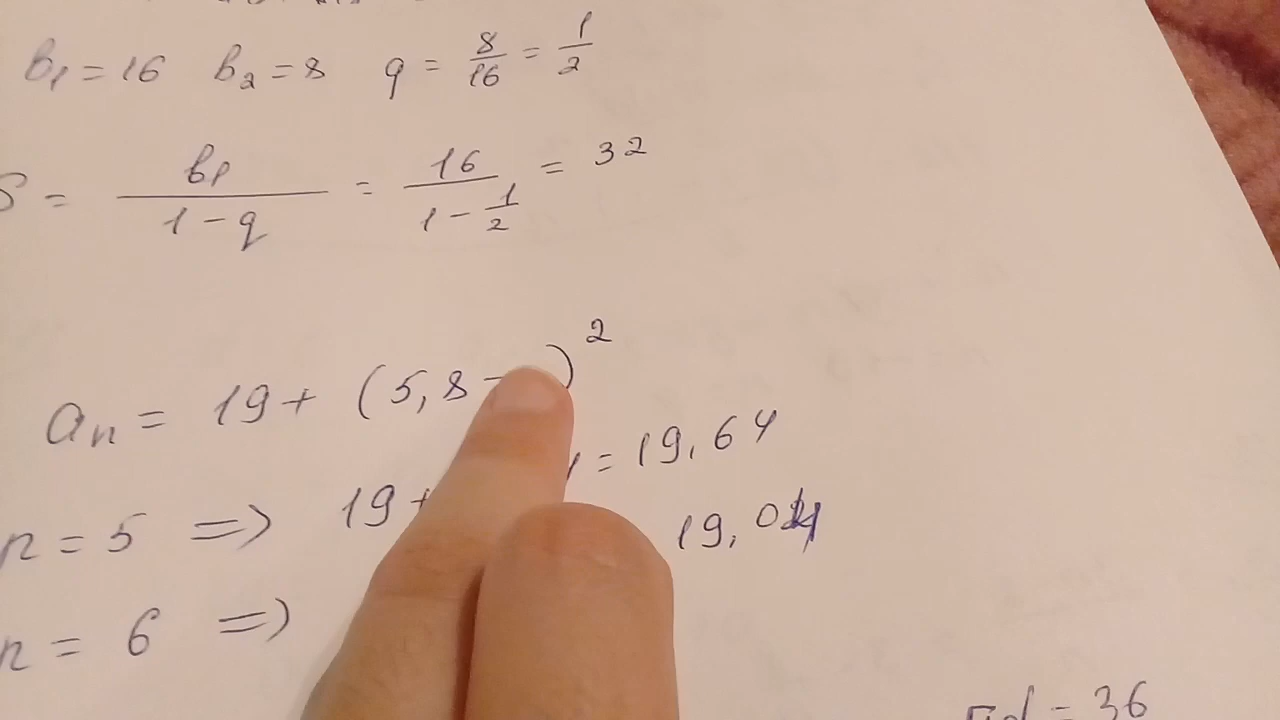 b₁ = 16 b₂ = 8 q = 8/16 = 1/2
S = b₁/(1 - q) = 16/(1 - 1/2) = 32
aₙ = 19 + (5,8 - )²
n = 5 => 19 + = 19,64
n = 6 => 19,04
5d = 36